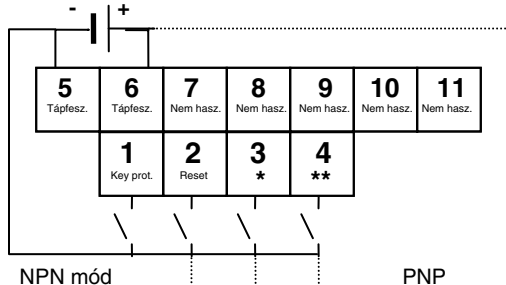 - +
5 6 7 8 9 10 11
Tápfesz. Tápfesz. Nem hasz. Nem hasz. Nem hasz. Nem hasz. Nem hasz.
1 2 3 4
Key prot. Reset * **
NPN mód PNP